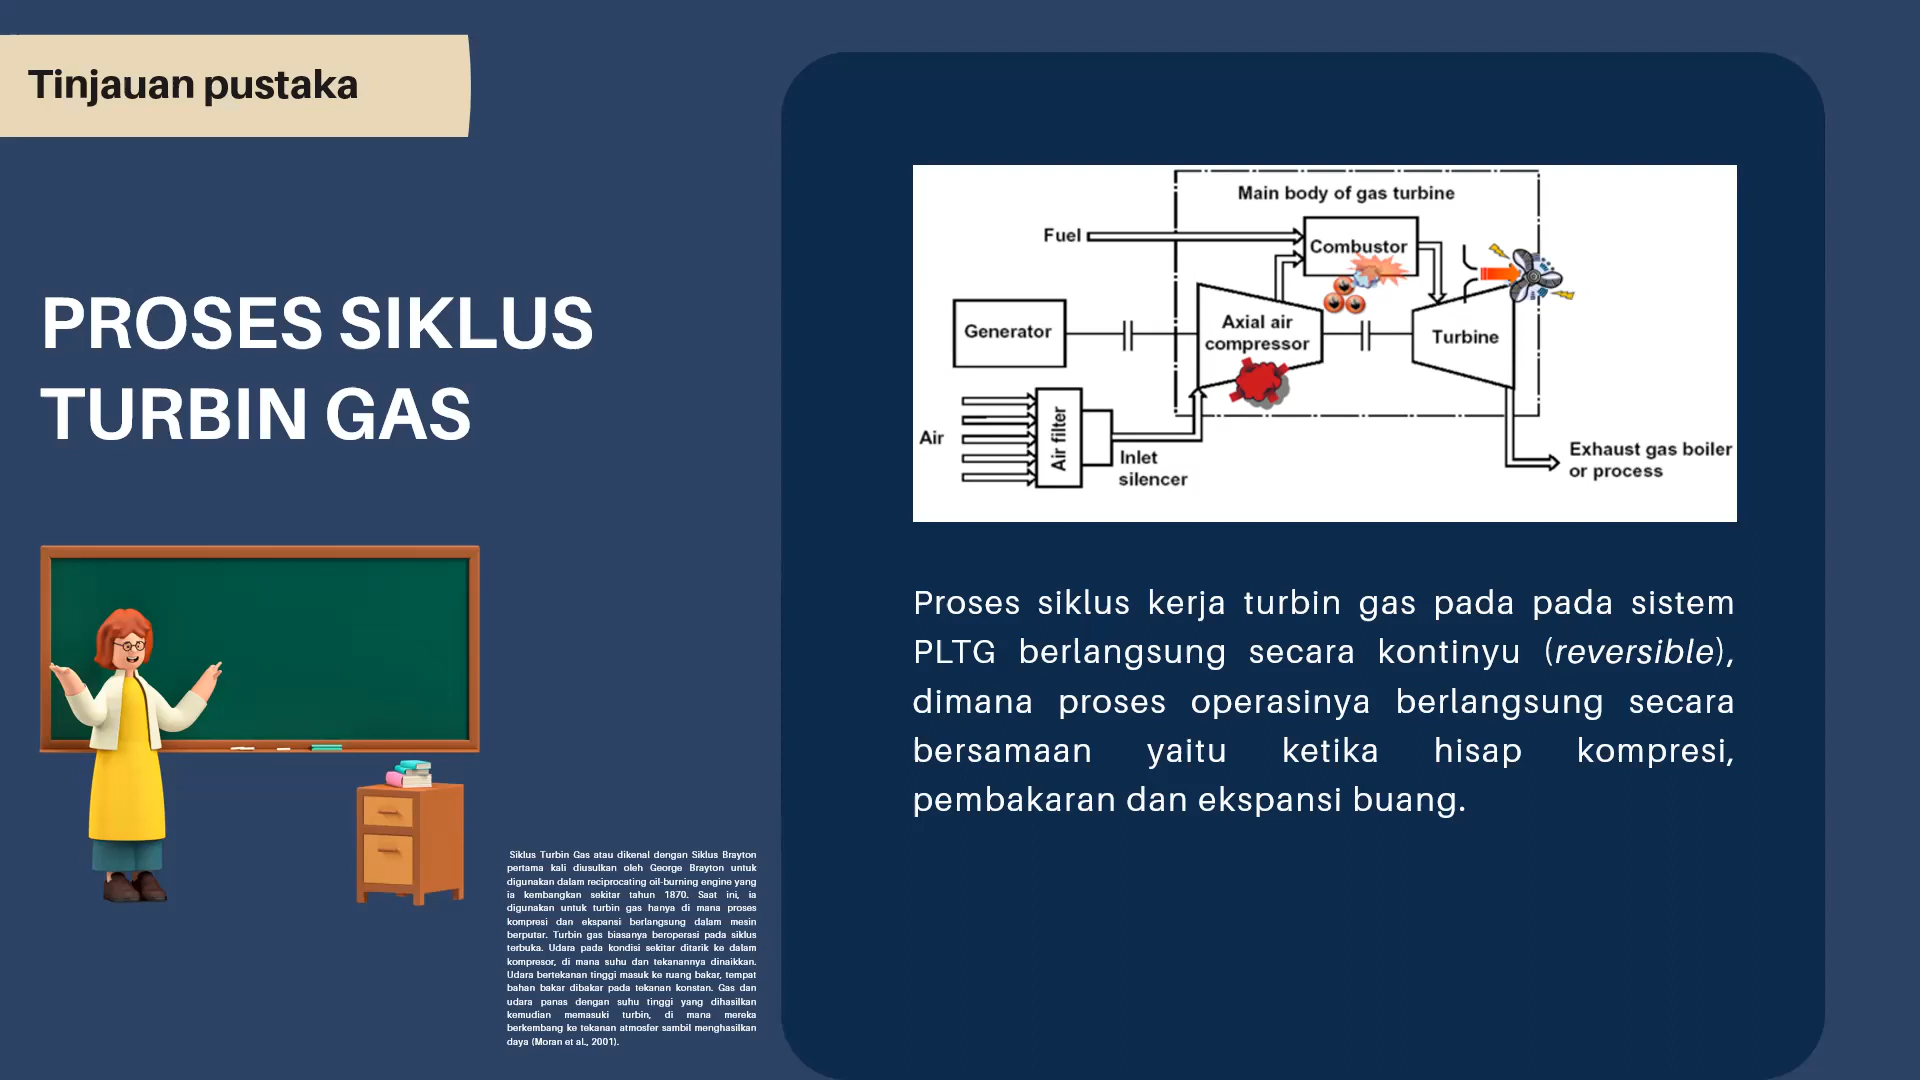 Tinjauan pustaka
PROSES SIKLUS
TURBIN GAS
Siklus Turbin Gas atau dikenal dengan Siklus Brayton
pertama kali diusulkan oleh George Brayton untuk
digunakan dalam reciprocating oil-burning engine yang
ia kembangkan sekitar tahun 1870. Saat ini, ia
digunakan untuk turbin gas hanya di mana proses
kompresi dan ekspansi berlangsung dalam mesin
berputar. Turbin gas biasanya beroperasi pada siklus
terbuka. Udara pada kondisi sekitar ditarik ke dalam
kompresor, di mana suhu dan tekanannya dinaikkan.
Udara bertekanan tinggi masuk ke ruang bakar, tempat
bahan bakar dibakar pada tekanan konstan. Gas dan
udara panas dengan suhu tinggi yang dihasilkan
kemudian memasuki turbin, di mana mereka
berkembang ke tekanan atmosfer sambil menghasilkan
daya (Moran et al., 2001).
Main body of gas turbine
Fuel
Combustor
Generator
Axial air
compressor
Turbine
Air
Air filter
Inlet
silencer
Exhaust gas boiler
or process
Proses siklus kerja turbin gas pada pada sistem
PLTG berlangsung secara kontinyu (reversible),
dimana proses operasinya berlangsung secara
bersamaan yaitu ketika hisap kompresi,
pembakaran dan ekspansi buang.